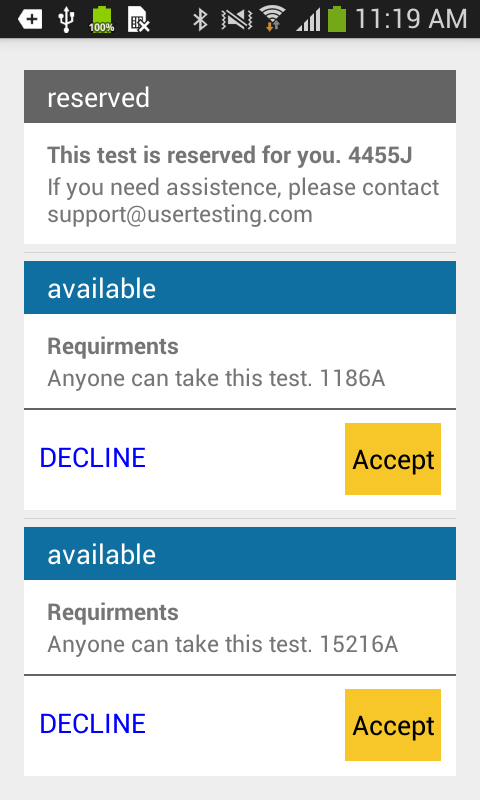 100%
11:19 AM
reserved
This test is reserved for you. 4455J
If you need assistence, please contact
support@usertesting.com
available
Requirments
Anyone can take this test. 1186A
DECLINE
Accept
available
Requirments
Anyone can take this test. 15216A
DECLINE
Accept